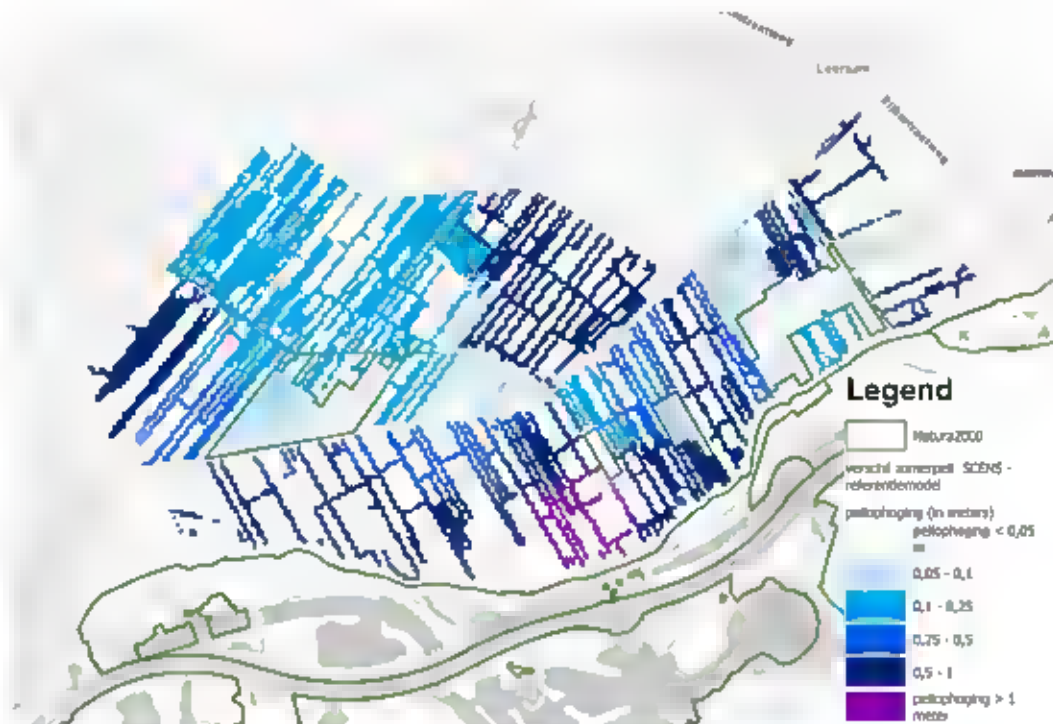 Leersum
Legend
Natura2000
verschil zomerpeil SCEN5 -
referentiemodel
peilophoging (in meters)
peilophoging < 0,05
m
0,05 - 0,1
0,1 - 0,25
0,25 - 0,5
0,5 - 1
peilophoging > 1
meter